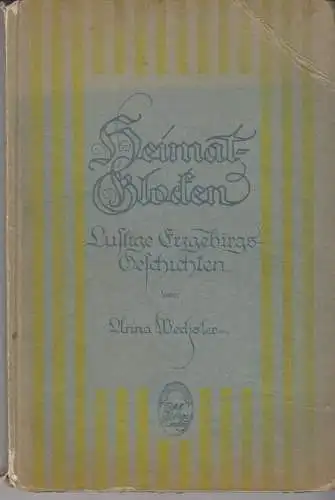 Heimat-
Glocken
Lustige Erzgebirgs-
Geschichten
von
Anna Wechsler